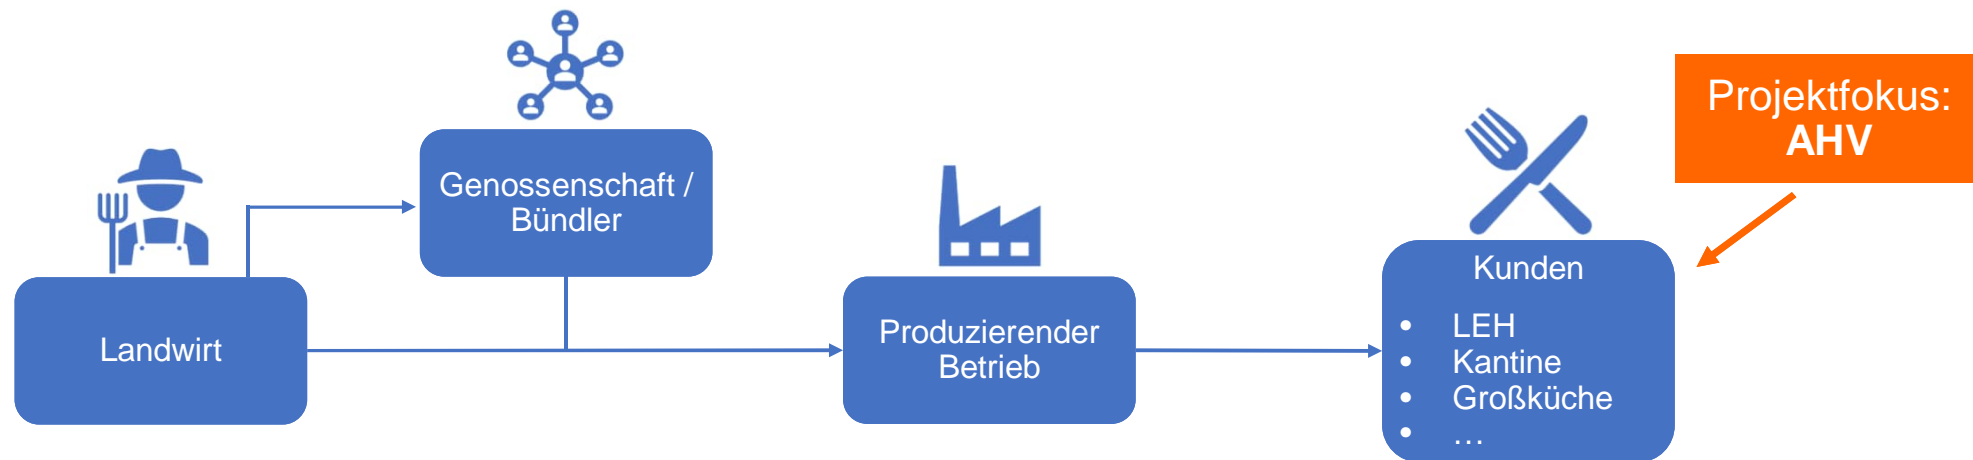 Landwirt
Genossenschaft /
Bündler
Produzierender
Betrieb
Kunden
• LEH
• Kantine
• Großküche
• …
Projektfokus:
AHV